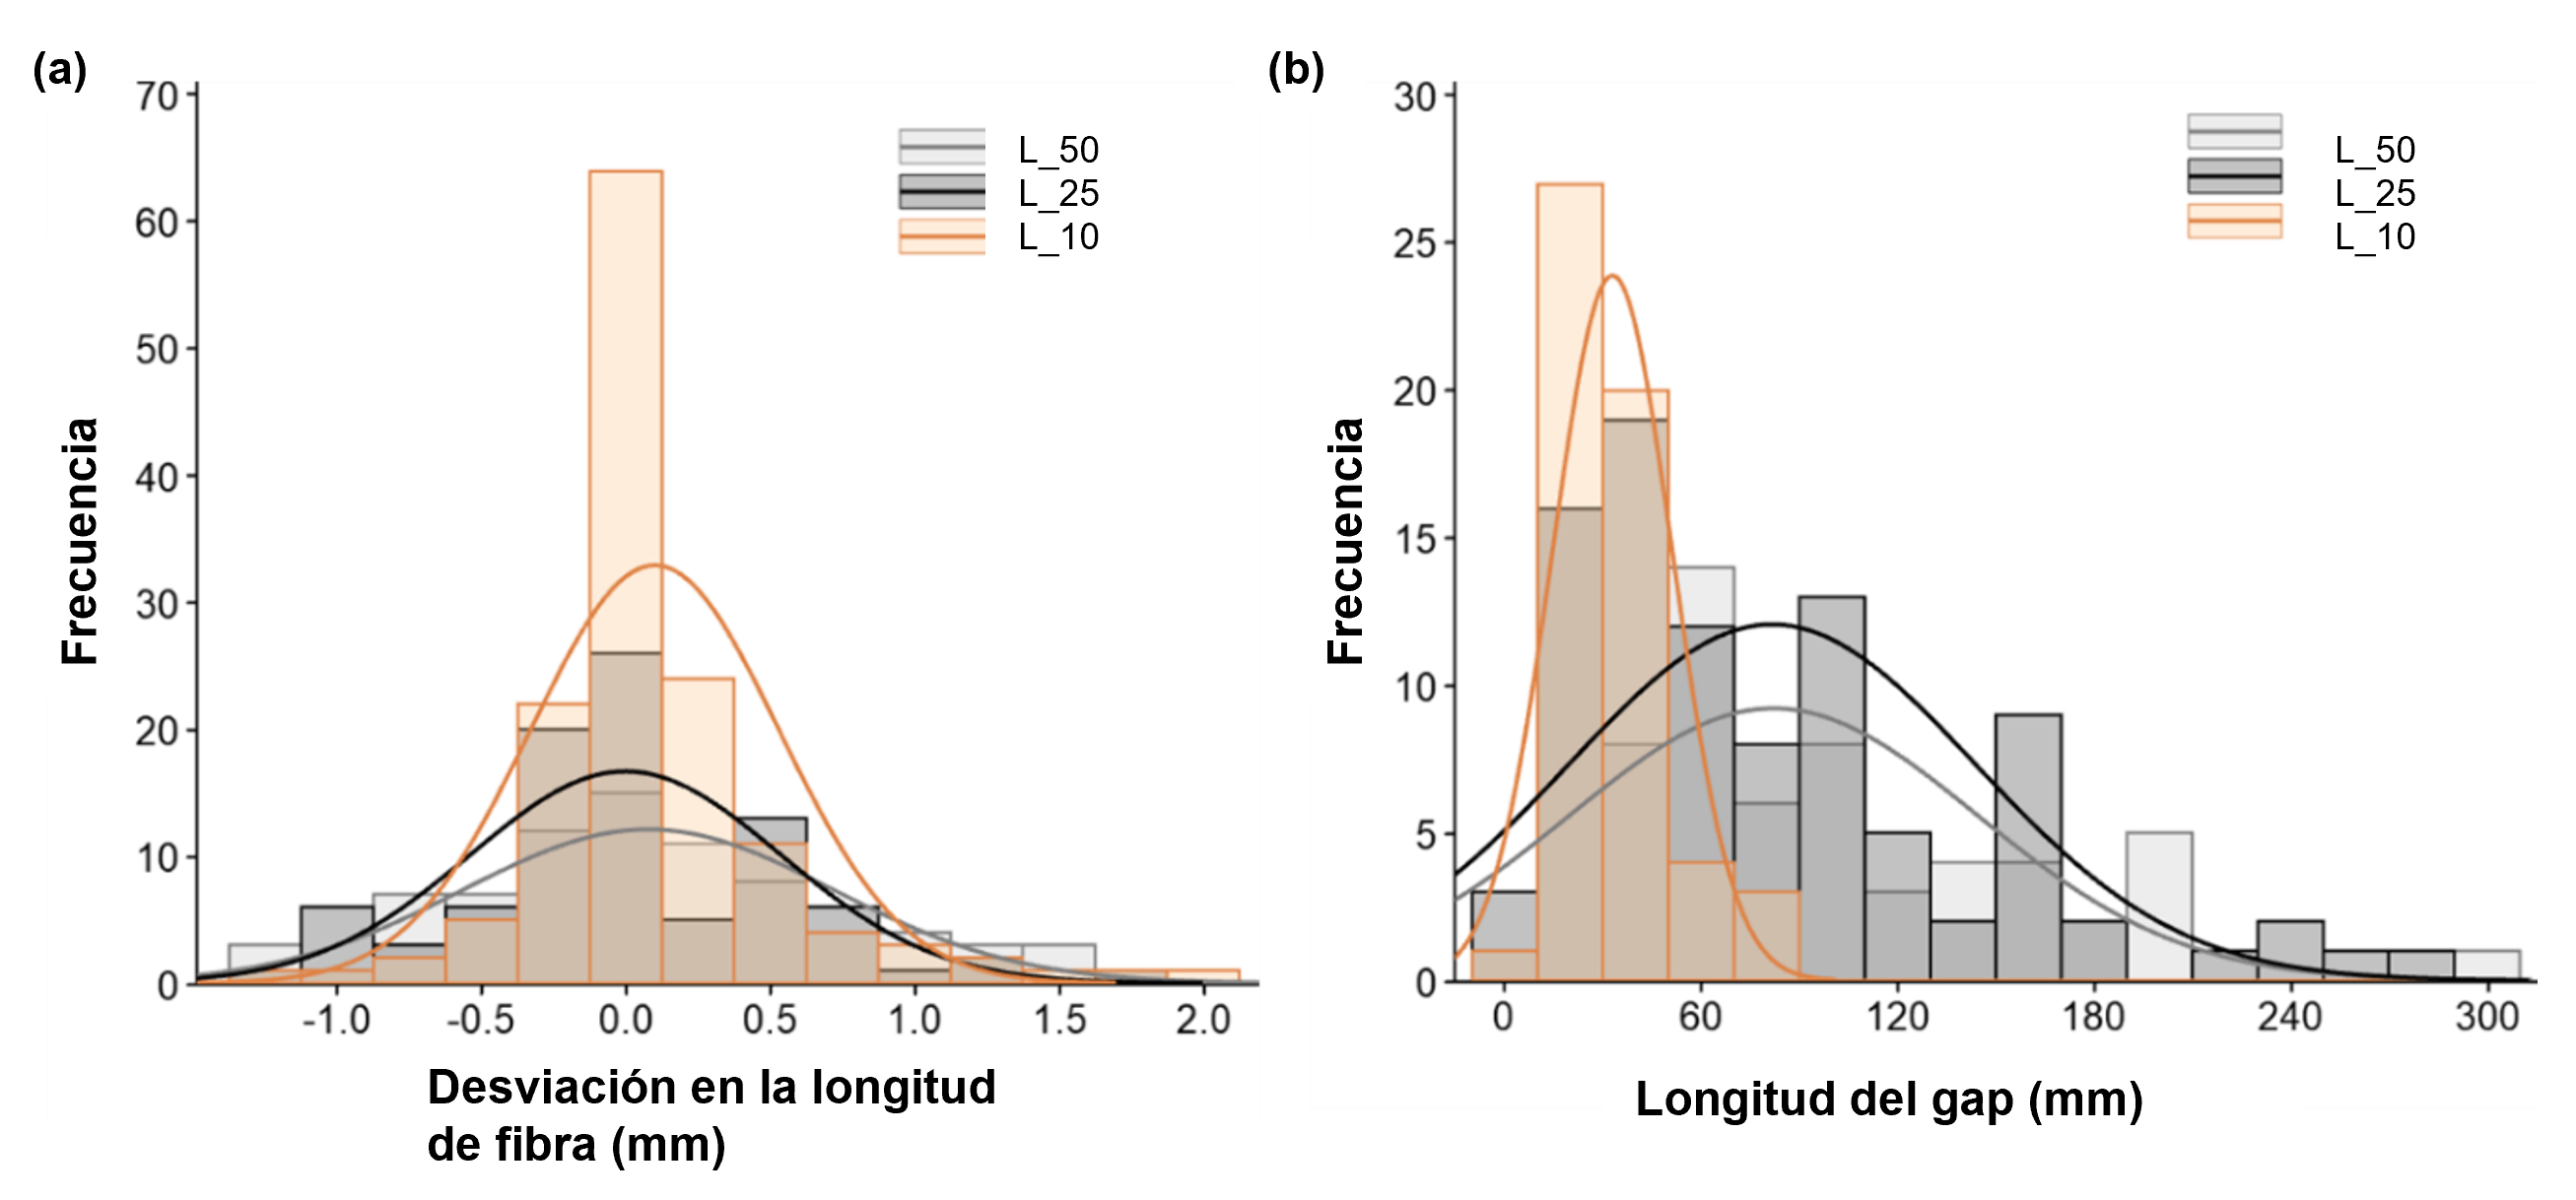 (a)
70
60
50
40
30
20
10
0
Frecuencia
L_50
L_25
L_10
-1.0 -0.5 0.0 0.5 1.0 1.5 2.0
Desviación en la longitud
de fibra (mm)
(b)
30
25
20
15
10
5
0
Frecuencia
L_50
L_25
L_10
0 60 120 180 240 300
Longitud del gap (mm)